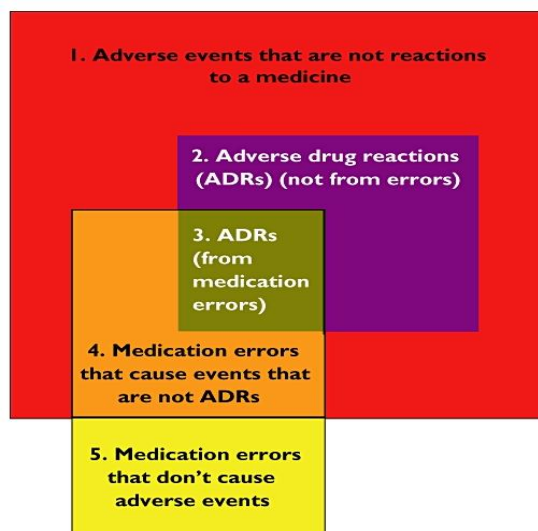 1. Adverse events that are not reactions
to a medicine
2. Adverse drug reactions
(ADRs) (not from errors)
3. ADRs
(from
medication
errors)
4. Medication errors
that cause events that
are not ADRs
5. Medication errors
that don’t cause
adverse events